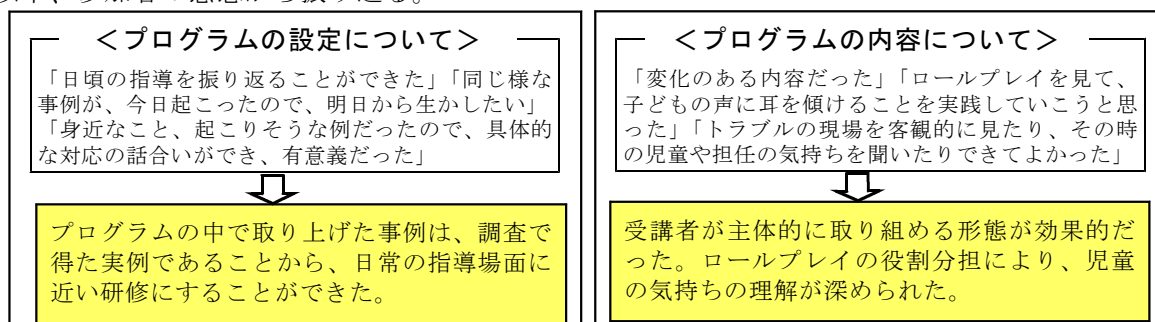 ＜プログラムの設定について＞
「日頃の指導を振り返ることができた」「同じ様な
事例が、今日起こったので、明日から生かしたい」
「身近なこと、起こりそうな例だったので、具体的
な対応の話合いができ、有意義だった」
プログラムの中で取り上げた事例は、調査で
得た実例であることから、日常の指導場面に
近い研修にすることができた。
＜プログラムの内容について＞
「変化のある内容だった」「ロールプレイを見て、
子どもの声に耳を傾けることを実践していこうと思
った」「トラブルの現場を客観的に見たり、その時
の児童や担任の気持ちを聞いたりできてよかった」
受講者が主体的に取り組める形態が効果的だ
った。ロールプレイの役割分担により、児童
の気持ちの理解が深められた。